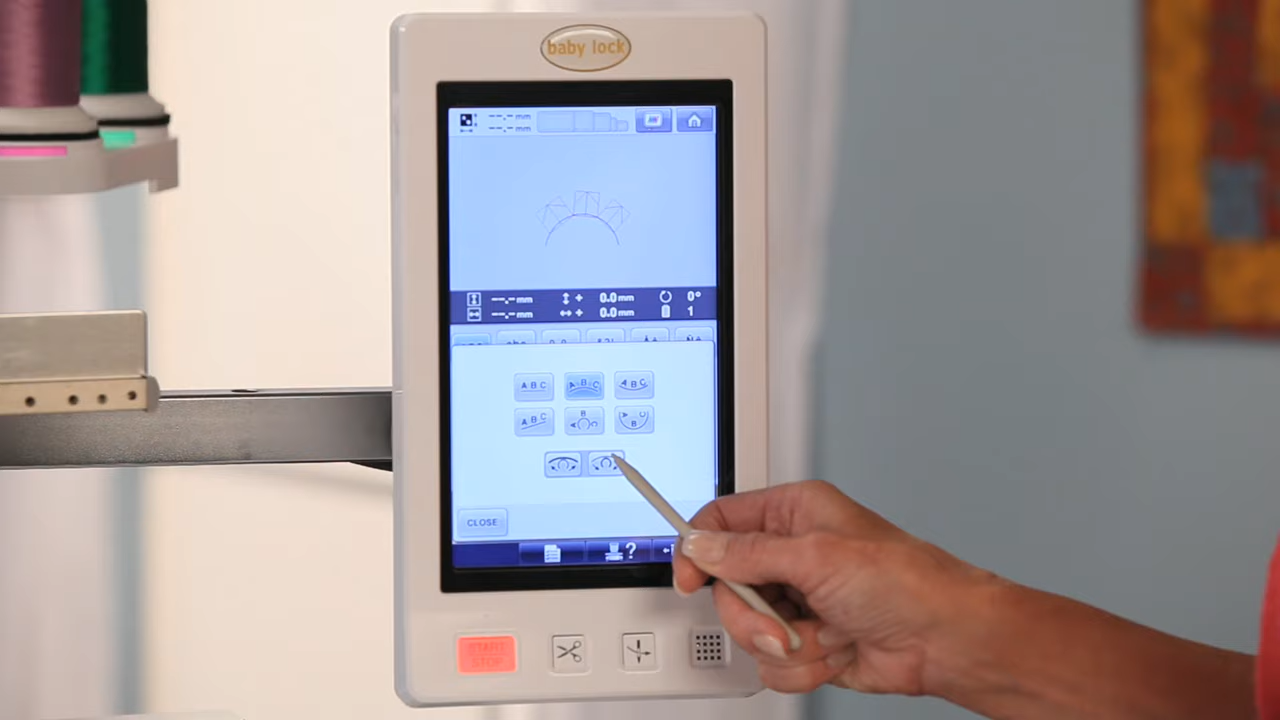 baby lock
--.- mm
--.- mm
--.- mm 0.0 mm 0°
--.- mm 0.0 mm 1
ABC ABC ABC
ABC ABC ABC
CLOSE
?
START
STOP